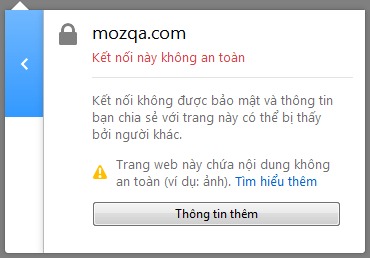 mozqa.com
Kết nối này không an toàn
Kết nối không được bảo mật và thông tin
bạn chia sẻ với trang này có thể bị thấy
bởi người khác.
Trang web này chứa nội dung không
an toàn (ví dụ: ảnh). Tìm hiểu thêm
Thông tin thêm